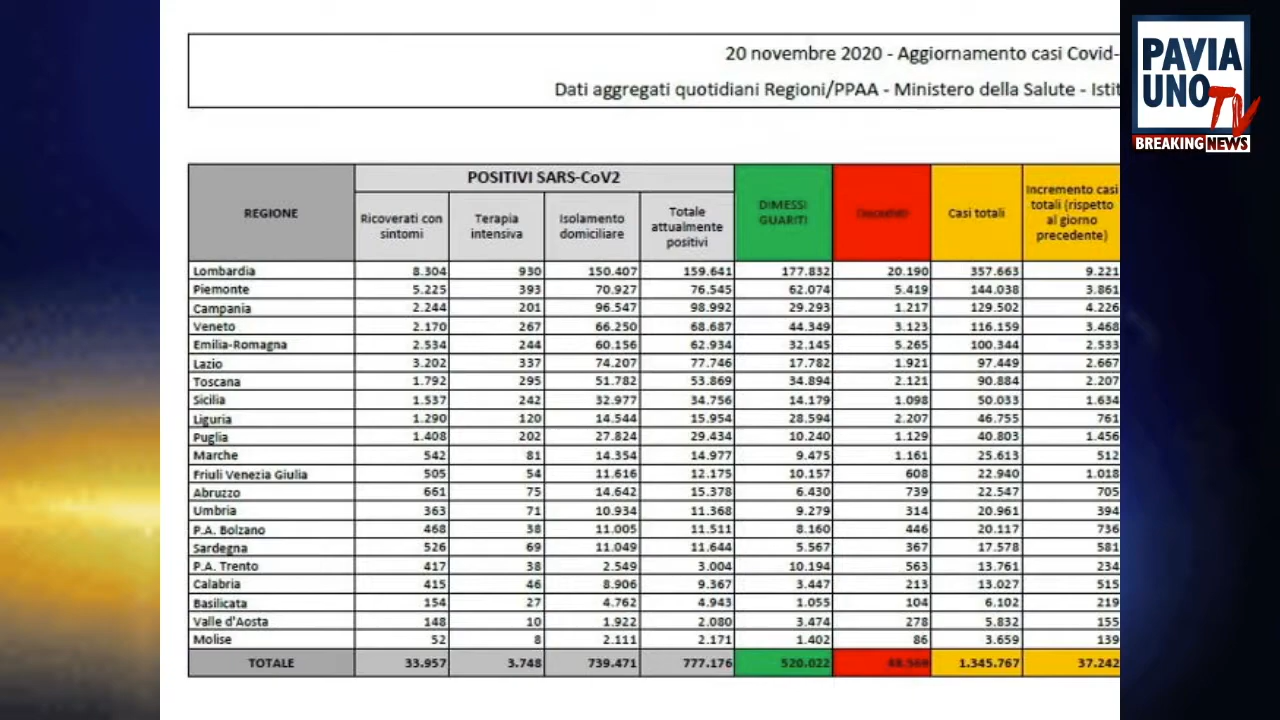 20 novembre 2020 - Aggiornamento casi Covid-
Dati aggregati quotidiani Regioni/PPAA - Ministero della Salute - Istit
PAVIA
UNO TV
BREAKING NEWS
REGIONE
POSITIVI SARS-CoV2
Ricoverati con sintomi
Terapia intensiva
Isolamento domiciliare
Totale attualmente positivi
DIMESSI GUARITI
Deceduti
Casi totali
Incremento casi totali (rispetto al giorno precedente)
Lombardia 8.304 930 150.407 159.641 177.832 20.190 357.663 9.221
Piemonte 5.225 393 70.927 76.545 62.074 5.419 144.038 3.861
Campania 2.244 201 96.547 98.992 29.293 1.217 129.502 4.226
Veneto 2.170 267 66.250 68.687 44.349 3.123 116.159 3.468
Emilia-Romagna 2.534 244 60.156 62.934 32.145 5.265 100.344 2.533
Lazio 3.202 337 74.207 77.746 17.782 1.921 97.449 2.667
Toscana 1.792 295 51.782 53.869 34.894 2.121 90.884 2.207
Sicilia 1.537 242 32.977 34.756 14.179 1.098 50.033 1.634
Liguria 1.290 120 14.544 15.954 28.594 2.207 46.755 761
Puglia 1.408 202 27.824 29.434 10.240 1.129 40.803 1.456
Marche 542 81 14.354 14.977 9.475 1.161 25.613 512
Friuli Venezia Giulia 505 54 11.616 12.175 10.157 608 22.940 1.018
Abruzzo 661 75 14.642 15.378 6.430 739 22.547 705
Umbria 363 71 10.934 11.368 9.279 314 20.961 394
P.A. Bolzano 468 38 11.005 11.511 8.160 446 20.117 736
Sardegna 526 69 11.049 11.644 5.567 367 17.578 581
P.A. Trento 417 38 2.549 3.004 10.194 563 13.761 234
Calabria 415 46 8.906 9.367 3.447 213 13.027 515
Basilicata 154 27 4.762 4.943 1.055 104 6.102 219
Valle d'Aosta 148 10 1.922 2.080 3.474 278 5.832 155
Molise 52 8 2.111 2.171 1.402 86 3.659 139
TOTALE 33.957 3.748 739.471 777.176 520.022 48.569 1.345.767 37.242